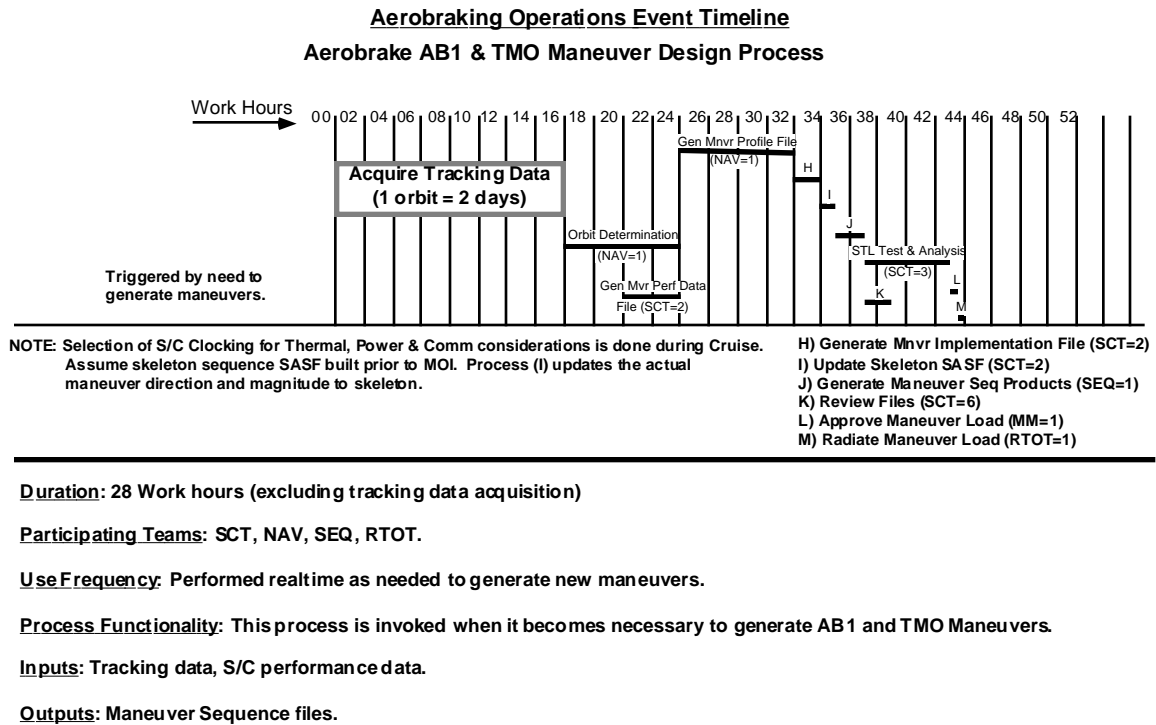 Aerobraking Operations Event Timeline
Aerobrake AB1 & TMO Maneuver Design Process
Work Hours
00 02 04 06 08 10 12 14 16 18 20 22 24 26 28 30 32 34 36 38 40 42 44 46 48 50 52
Gen Mnvr Profile File
(NAV=1)
Acquire Tracking Data
(1 orbit = 2 days)
H
I
J
Orbit Determination
(NAV=1)
STL Test & Analysis
(SCT=3)
Triggered by need to
generate maneuvers.
Gen Mvr Perf Data
File (SCT=2)
K
L
M
NOTE: Selection of S/C Clocking for Thermal, Power & Comm considerations is done during Cruise.
Assume skeleton sequence SASF built prior to MOI. Process (I) updates the actual
maneuver direction and magnitude to skeleton.
H) Generate Mnvr Implementation File (SCT=2)
I) Update Skeleton SASF (SCT=2)
J) Generate Maneuver Seq Products (SEQ=1)
K) Review Files (SCT=6)
L) Approve Maneuver Load (MM=1)
M) Radiate Maneuver Load (RTOT=1)
Duration: 28 Work hours (excluding tracking data acquisition)
Participating Teams: SCT, NAV, SEQ, RTOT.
Use Frequency: Performed realtime as needed to generate new maneuvers.
Process Functionality: This process is invoked when it becomes necessary to generate AB1 and TMO Maneuvers.
Inputs: Tracking data, S/C performance data.
Outputs: Maneuver Sequence files.